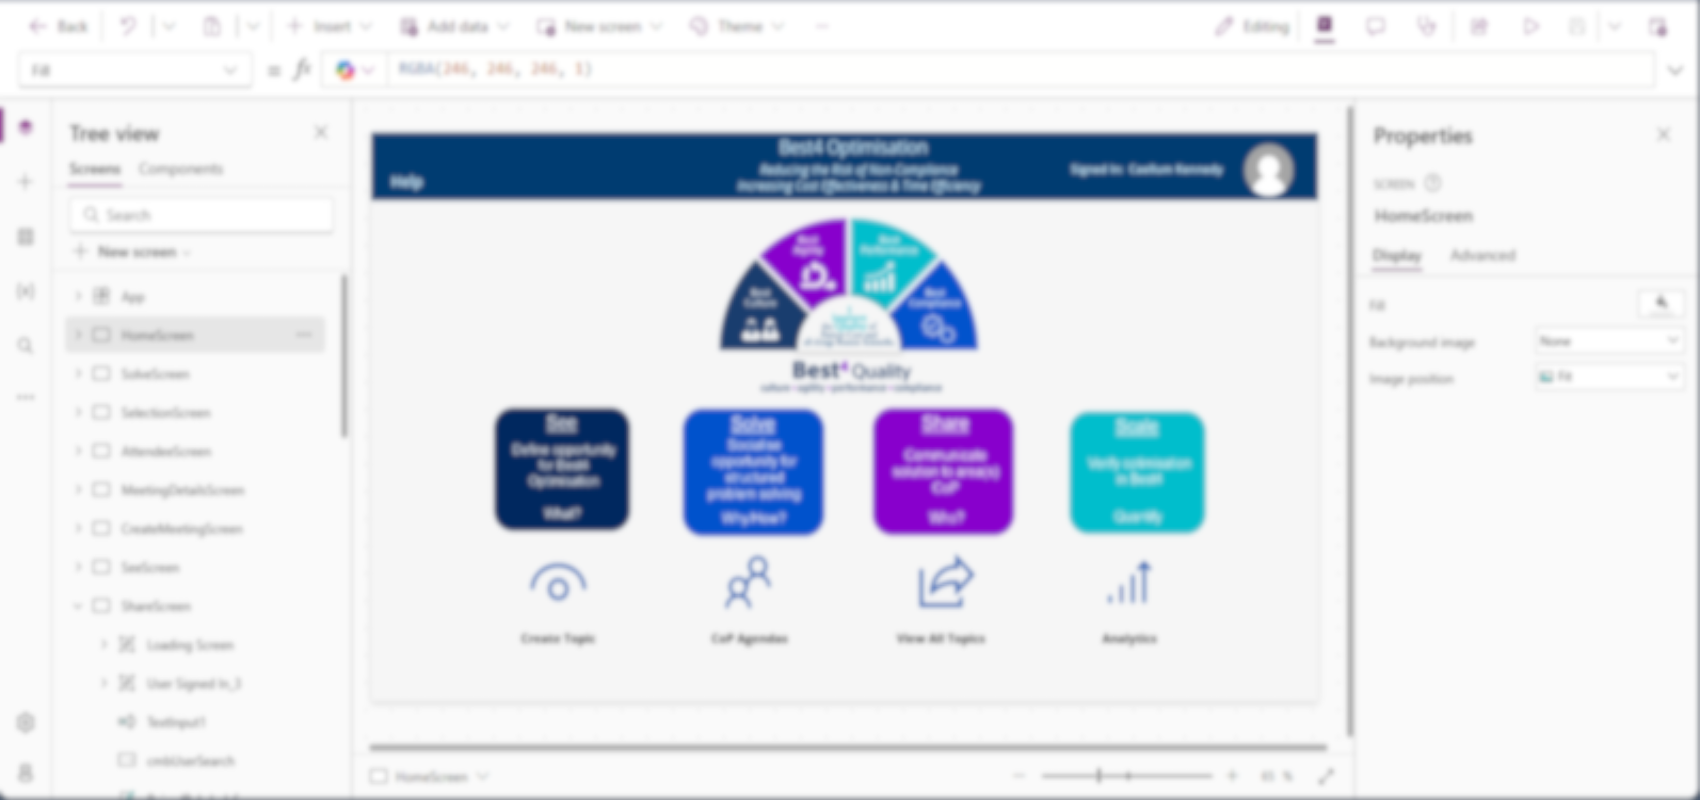 Back
Insert
Add data
New screen
Theme
Editing
Fill
= fx
RGBA(246, 246, 246, 1)
Tree view
Screens
Components
Search
New screen
App
HomeScreen
SolveScreen
SelectionScreen
AttendeeScreen
MeetingDetailsScreen
CreateMeetingScreen
SeeScreen
ShareScreen
Loading Screen
User Signed In_3
TextInput1
cmbUserSearch
Help
Best4 Optimisation
Reducing the Risk of Non Compliance
Increasing Cost Effectiveness & Time Efficiency
Signed In: Caelium Kennedy
Best Culture
Best Agility
Best Performance
Best Compliance
Best4 Quality
culture • agility • performance • compliance
See
Define opportunity
for Best4
Optimisation
What?
Solve
Socialise
opportunity for
structured
problem solving
Why/How?
Share
Communicate
solution to area(s)
CoP
Who?
Scale
Verify optimisation
in Best4
Quantify
Create Topic
CoP Agendas
View All Topics
Analytics
HomeScreen
65 %
Properties
SCREEN
HomeScreen
Display
Advanced
Fill
Background image
None
Image position
Fit